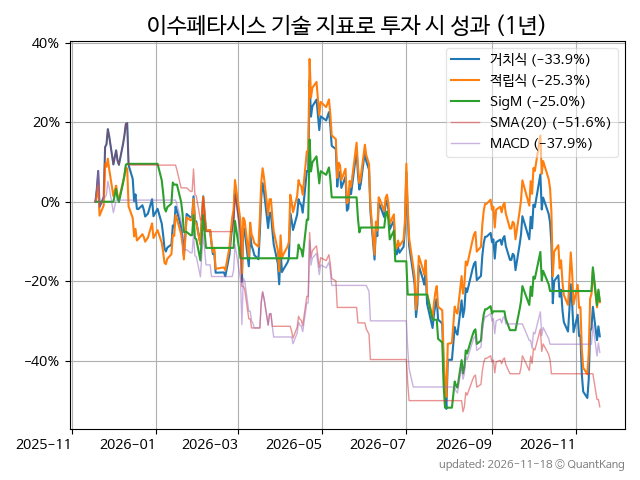 이수페타시스 기술 지표로 투자 시 성과 (1년)
40%
20%
0%
−20%
−40%
거치식 (−33.9%)
적립식 (−25.3%)
SigM (−25.0%)
SMA(20) (−51.6%)
MACD (−37.9%)
2025-11 2026-01 2026-03 2026-05 2026-07 2026-09 2026-11
updated: 2026-11-18 © QuantKang